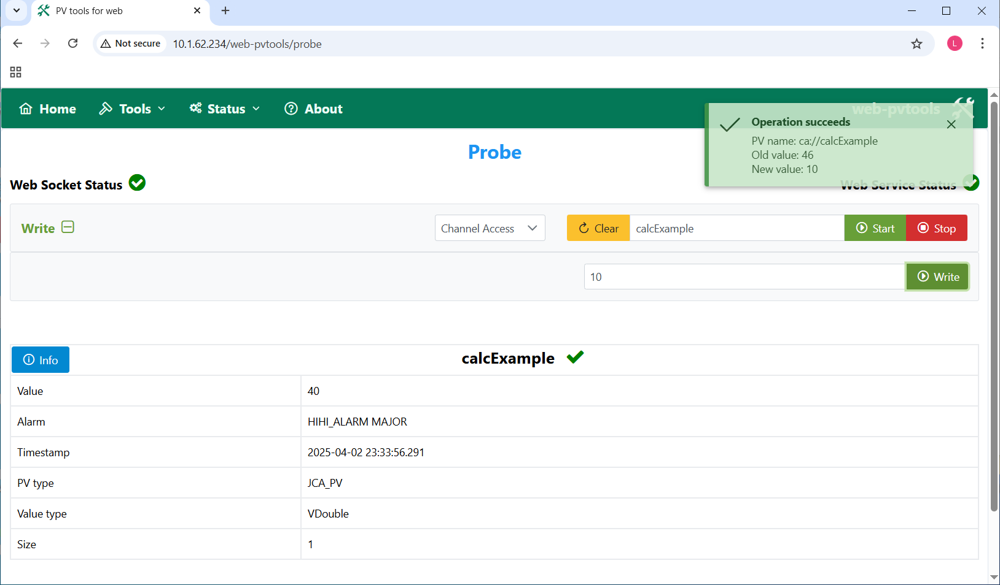 PV tools for web
Not secure
10.1.62.234/web-pvtools/probe
L
Home
Tools
Status
About
web-pvtools
Operation succeeds
PV name: ca://calcExample
Old value: 46
New value: 10
Probe
Web Socket Status
Web Service Status
Write
Channel Access
Clear
calcExample
Start
Stop
10
Write
Info
calcExample
Value
40
Alarm
HIHI_ALARM MAJOR
Timestamp
2025-04-02 23:33:56.291
PV type
JCA_PV
Value type
VDouble
Size
1